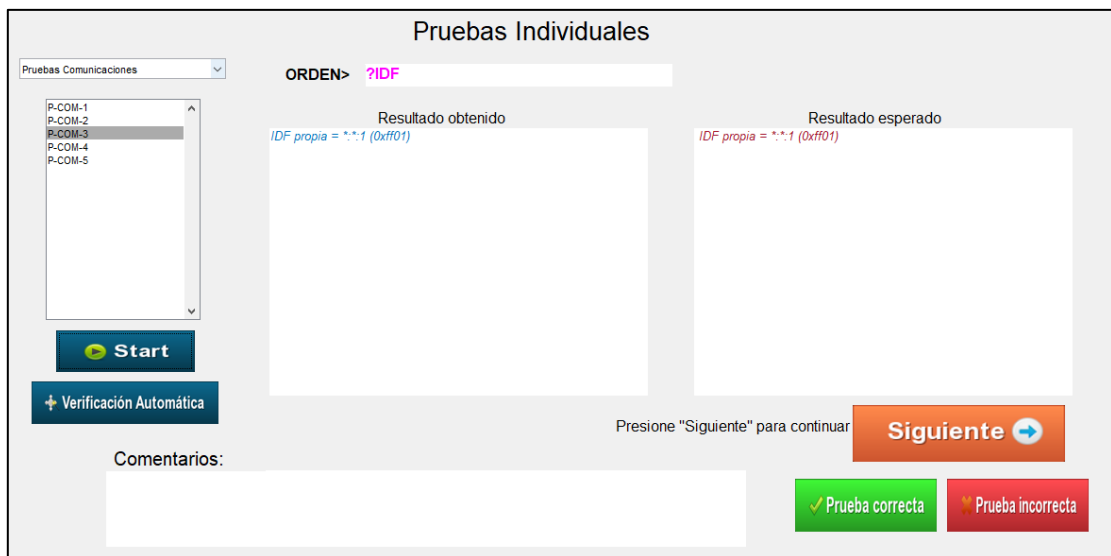 Pruebas Individuales
Pruebas Comunicaciones
ORDEN> ?IDF
P-COM-1
P-COM-2
P-COM-3
P-COM-4
P-COM-5
Resultado obtenido
IDF propia = *:*:1 (0xff01)
Resultado esperado
IDF propia = *:*:1 (0xff01)
Start
Verificación Automática
Presione "Siguiente" para continuar
Siguiente
Comentarios:
Prueba correcta
Prueba incorrecta